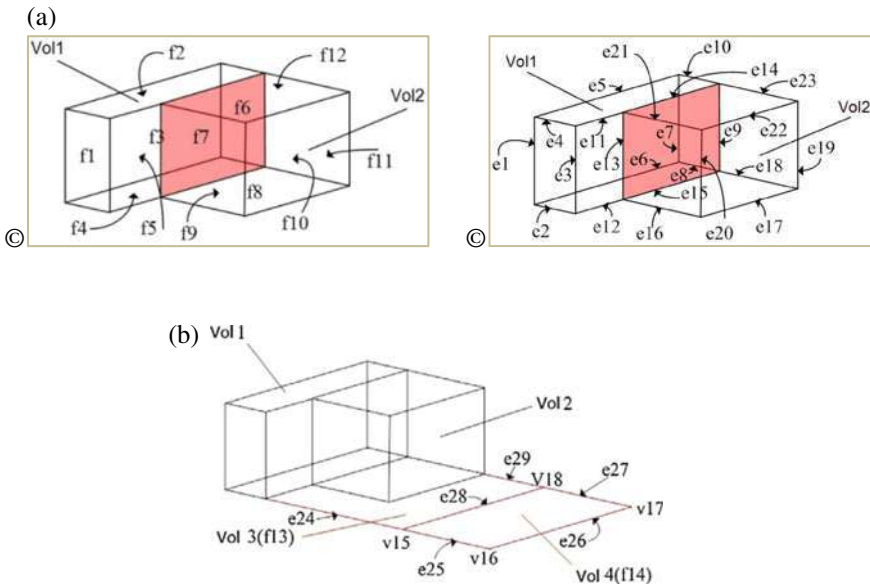 (a)
Vol1
f2
f12
f6
Vol2
f3
f7
f1
f11
f8
f4
f5
f9
f10
©
e10
e21
e23
e14
Vol1
e5
e4
e11
e7
e9
e22
Vol2
e1
e3
e13
e6
e8
e18
e19
e15
e2
e12
e16
e20
e17
©
(b)
Vol 1
Vol 2
e29
V18
e27
e28
e24
v17
Vol 3(f13)
v15
e26
v16
e25
Vol 4(f14)